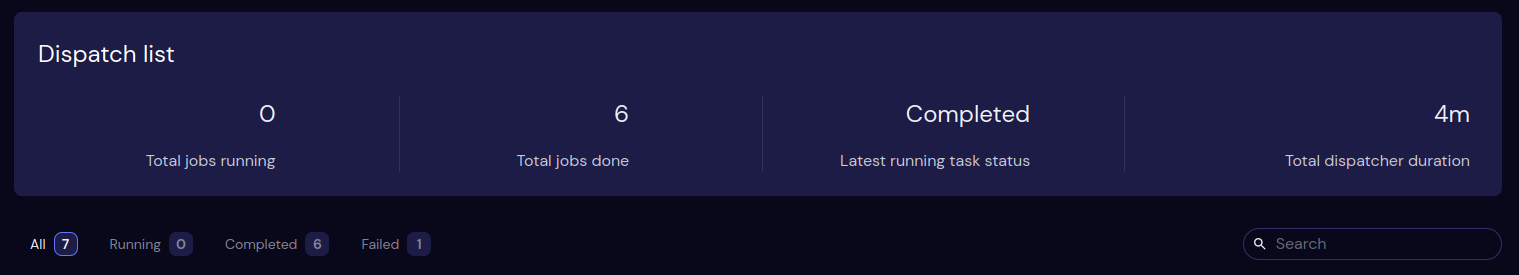 Dispatch list
0 6 Completed 4m
Total jobs running Total jobs done Latest running task status Total dispatcher duration
All 7 Running 0 Completed 6 Failed 1 Search